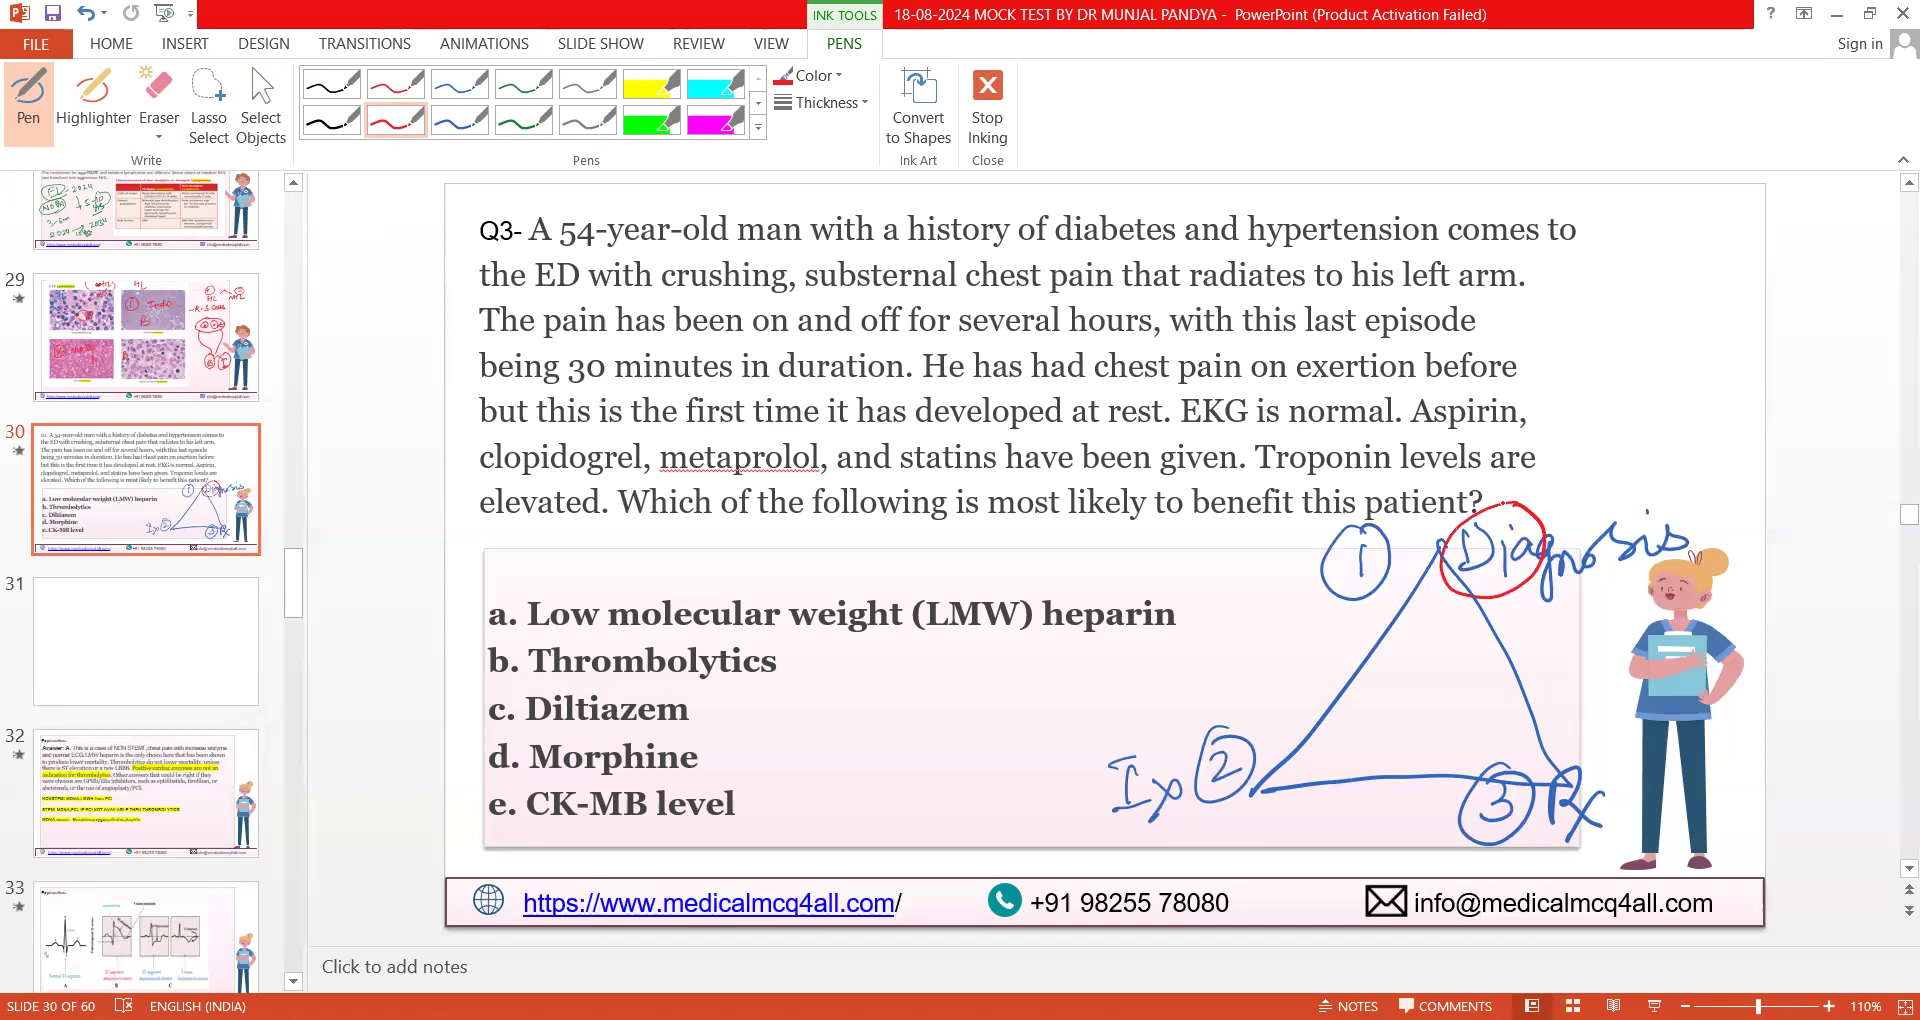 INK TOOLS
18-08-2024 MOCK TEST BY DR MUNJAL PANDYA - PowerPoint (Product Activation Failed)
FILE HOME INSERT DESIGN TRANSITIONS ANIMATIONS SLIDE SHOW REVIEW VIEW PENS
Sign in
Pen Highlighter Eraser Lasso Select Select Objects
Color
Thickness
Convert to Shapes
Stop Inking
Write Pens Ink Art Close
29
30
31
32
33
Q3- A 54-year-old man with a history of diabetes and hypertension comes to
the ED with crushing, substernal chest pain that radiates to his left arm.
The pain has been on and off for several hours, with this last episode
being 30 minutes in duration. He has had chest pain on exertion before
but this is the first time it has developed at rest. EKG is normal. Aspirin,
clopidogrel, metaprolol, and statins have been given. Troponin levels are
elevated. Which of the following is most likely to benefit this patient?
1 Diagnosis
a. Low molecular weight (LMW) heparin
b. Thrombolytics
c. Diltiazem
d. Morphine
e. CK-MB level
Ix 2
3 Rx
https://www.medicalmcq4all.com/
+91 98255 78080
info@medicalmcq4all.com
Click to add notes
SLIDE 30 OF 60 ENGLISH (INDIA)
NOTES COMMENTS 110%